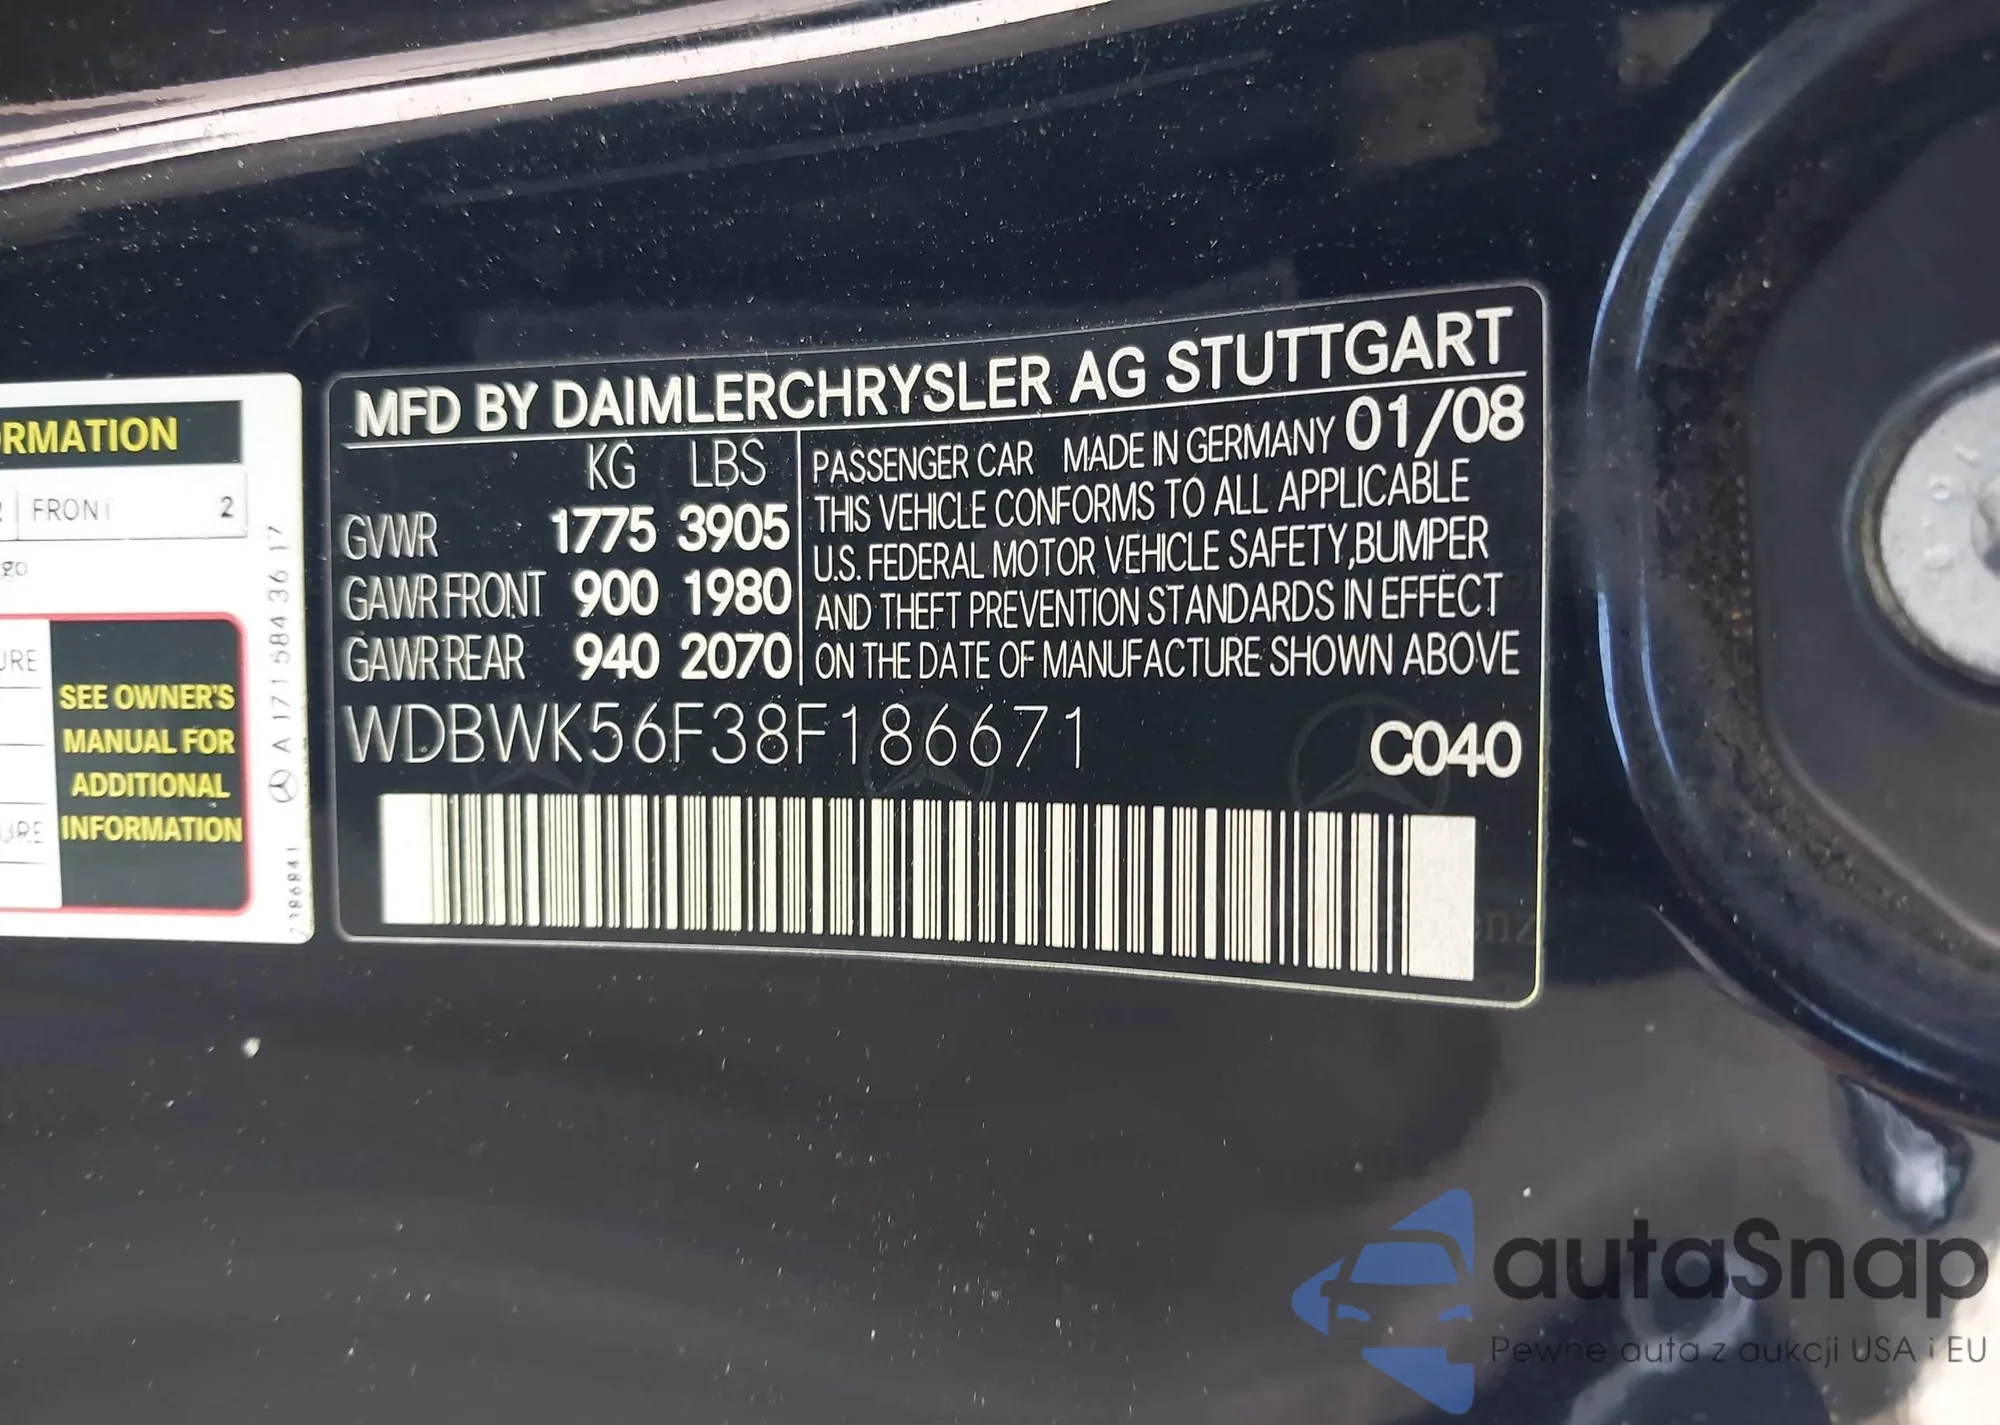 RMATION
FRONT 2
go
URE
URE
SEE OWNER'S
MANUAL FOR
ADDITIONAL
INFORMATION
A 171 584 36 17
MFD BY DAIMLERCHRYSLER AG STUTTGART
KG LBS
GVWR 1775 3905
GAWR FRONT 900 1980
GAWR REAR 940 2070
PASSENGER CAR MADE IN GERMANY 01/08
THIS VEHICLE CONFORMS TO ALL APPLICABLE
U.S. FEDERAL MOTOR VEHICLE SAFETY,BUMPER
AND THEFT PREVENTION STANDARDS IN EFFECT
ON THE DATE OF MANUFACTURE SHOWN ABOVE
WDBWK56F38F186671 C040
autaSnap
Pewne auta z aukcji USA i EU